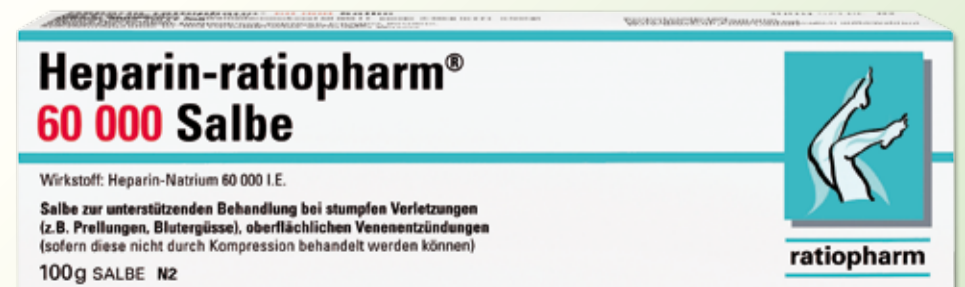 Heparin-ratiopharm®
60 000 Salbe
Wirkstoff: Heparin-Natrium 60 000 I.E.
Salbe zur unterstützenden Behandlung bei stumpfen Verletzungen
(z.B. Prellungen, Blutergüsse), oberflächlichen Venenentzündungen
(sofern diese nicht durch Kompression behandelt werden können)
100g SALBE N2
ratiopharm